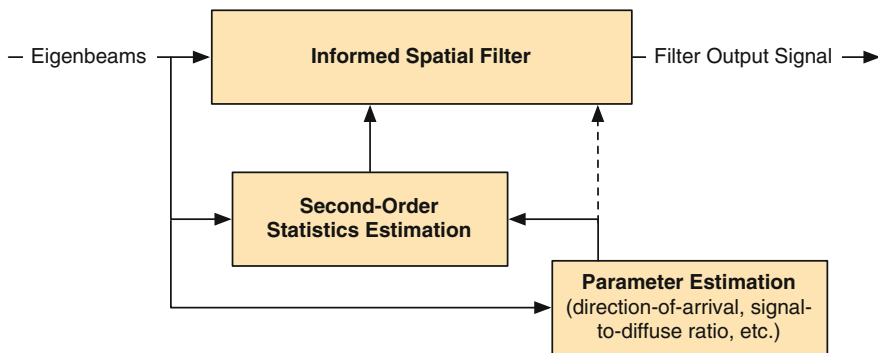 Eigenbeams
Informed Spatial Filter
Filter Output Signal
Second-Order
Statistics Estimation
Parameter Estimation
(direction-of-arrival, signal-
to-diffuse ratio, etc.)